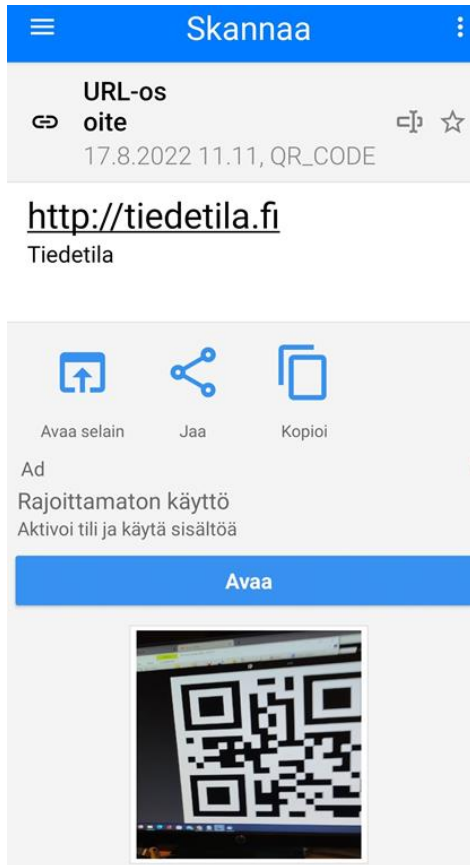 Skannaa
URL-os
oite
17.8.2022 11.11, QR_CODE
http://tiedetila.fi
Tiedetila
Avaa selain
Jaa
Kopioi
Ad
Rajoittamaton käyttö
Aktivoi tili ja käytä sisältöä
Avaa